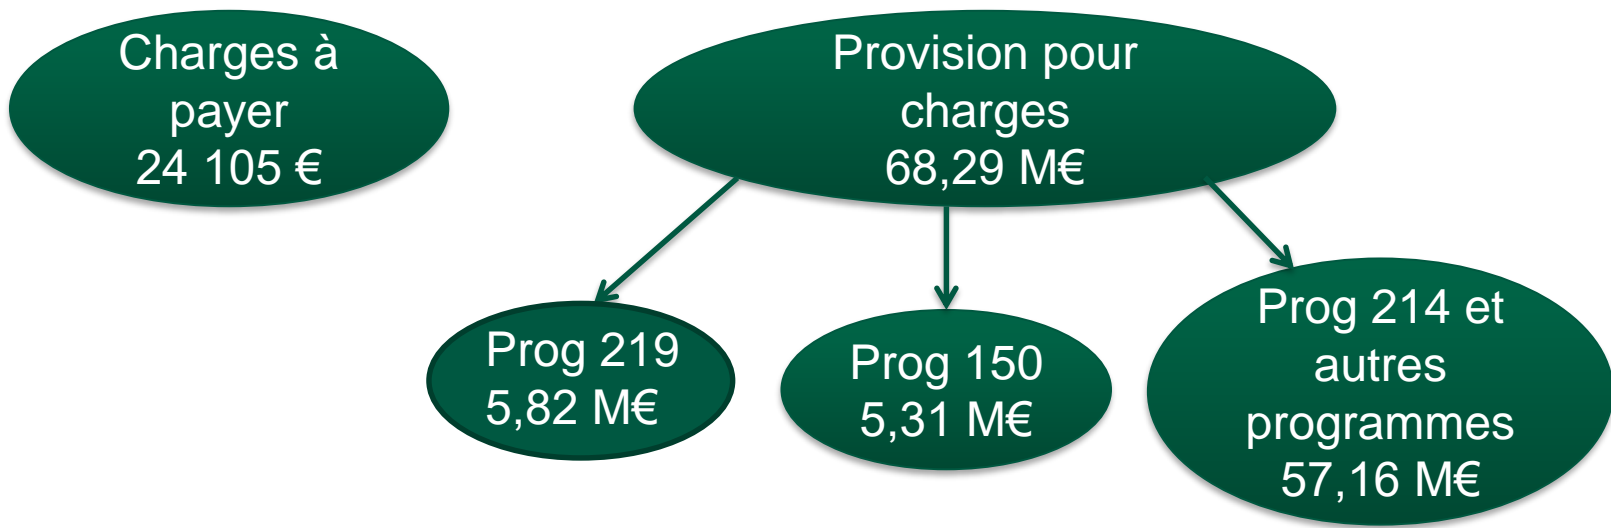 Charges à
payer
24 105 €
Provision pour
charges
68,29 M€
Prog 219
5,82 M€
Prog 150
5,31 M€
Prog 214 et
autres
programmes
57,16 M€